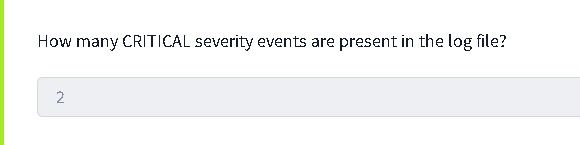 How many CRITICAL severity events are present in the log file?
2